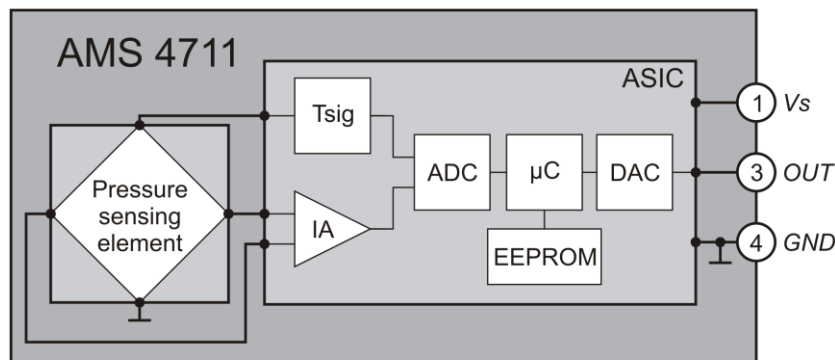 AMS 4711
ASIC
1 Vs
Tsig
Pressure
sensing
element
ADC
µC
DAC
3 OUT
IA
EEPROM
4 GND